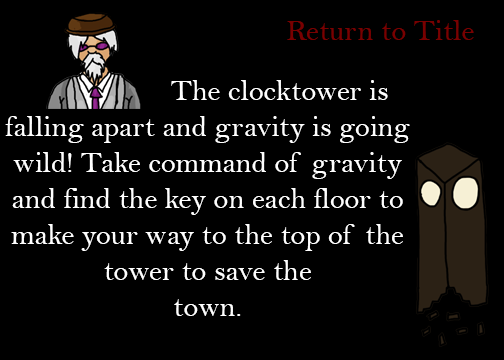 Return to Title
The clocktower is
falling apart and gravity is going
wild! Take command of gravity
and find the key on each floor to
make your way to the top of the
tower to save the
town.